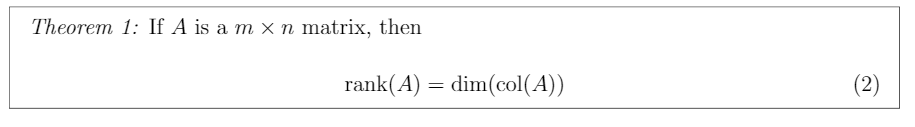 Theorem 1: If A is a m × n matrix, then
rank(A) = dim(col(A)) (2)